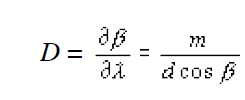 D = ∂β/∂λ = m/(d cos β)